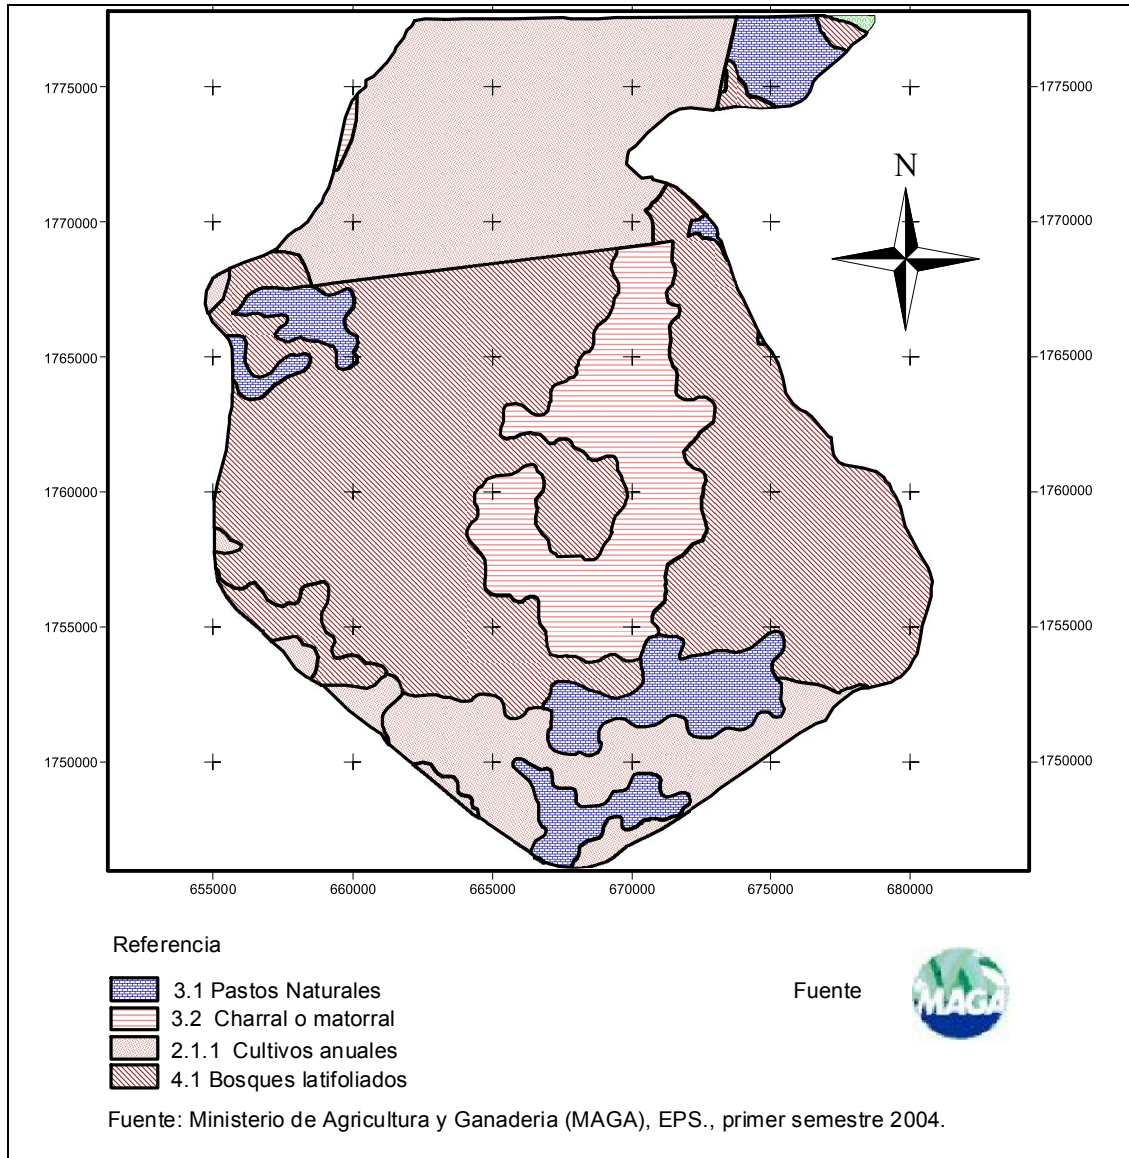 1775000 1775000
N
1770000 1770000
1765000 1765000
1760000 1760000
1755000 1755000
1750000 1750000
655000 660000 665000 670000 675000 680000
Referencia
3.1 Pastos Naturales
3.2 Charral o matorral
2.1.1 Cultivos anuales
4.1 Bosques latifoliados
Fuente
MAGA
Fuente: Ministerio de Agricultura y Ganaderia (MAGA), EPS., primer semestre 2004.